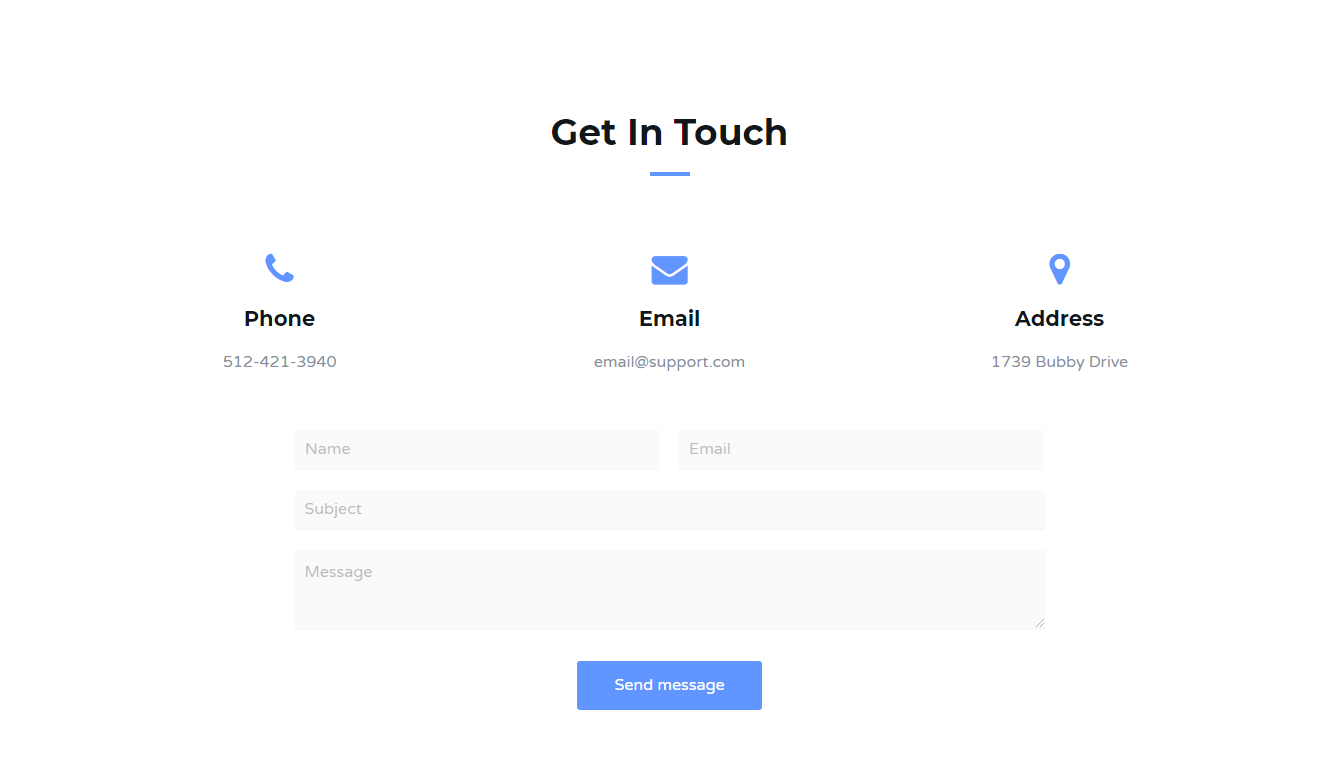 Get In Touch
Phone
Email
Address
512-421-3940
email@support.com
1739 Bubby Drive
Name
Email
Subject
Message
Send message